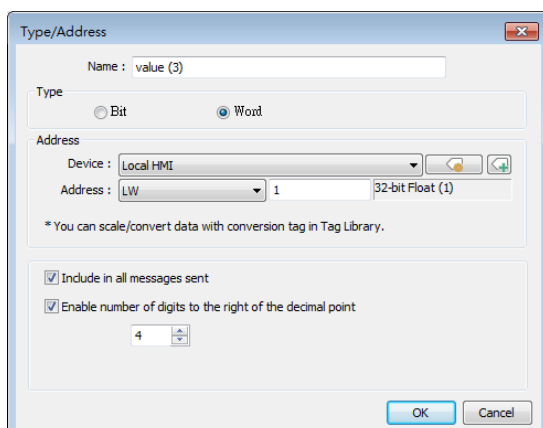 Type/Address
Name : value (3)
Type
Bit Word
Address
Device : Local HMI
Address : LW 1 32-bit Float (1)
* You can scale/convert data with conversion tag in Tag Library.
Include in all messages sent
Enable number of digits to the right of the decimal point
4
OK Cancel